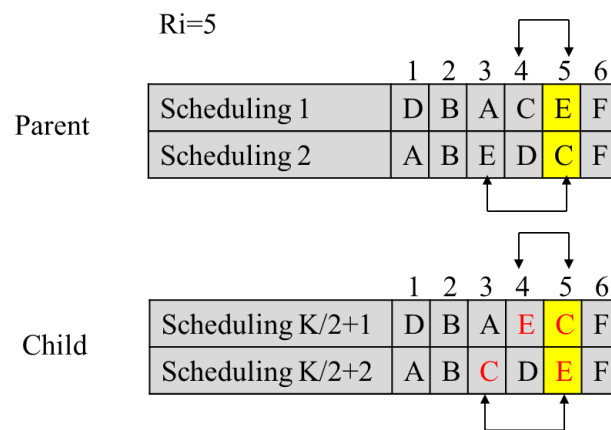 Ri=5
1 2 3 4 5 6
Parent
Scheduling 1 D B A C E F
Scheduling 2 A B E D C F
1 2 3 4 5 6
Child
Scheduling K/2+1 D B A E C F
Scheduling K/2+2 A B C D E F